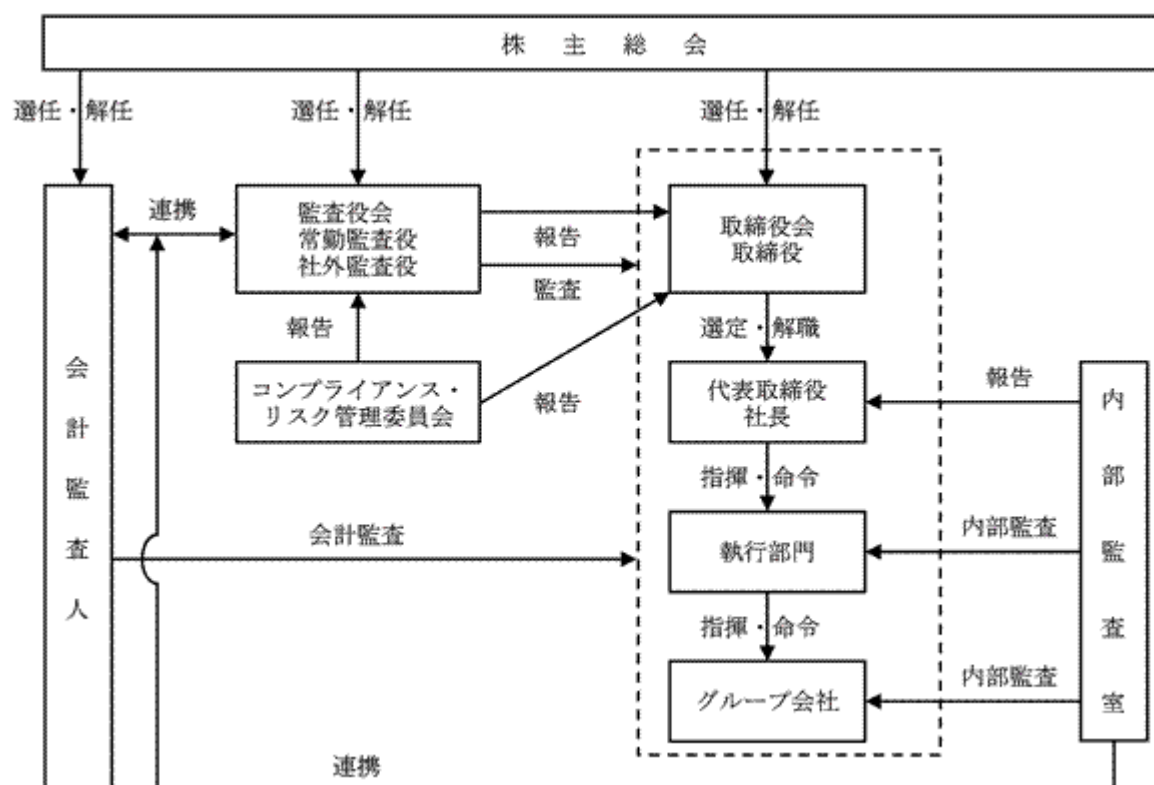 株主総会
選任・解任
選任・解任
選任・解任
連携
監査役会
常勤監査役
社外監査役
報告
監査
取締役会
取締役
報告
選定・解職
コンプライアンス・
リスク管理委員会
報告
代表取締役
社長
報告
指揮・命令
会計監査
執行部門
内部監査
指揮・命令
グループ会社
内部監査
会計監査人
内部監査室
連携